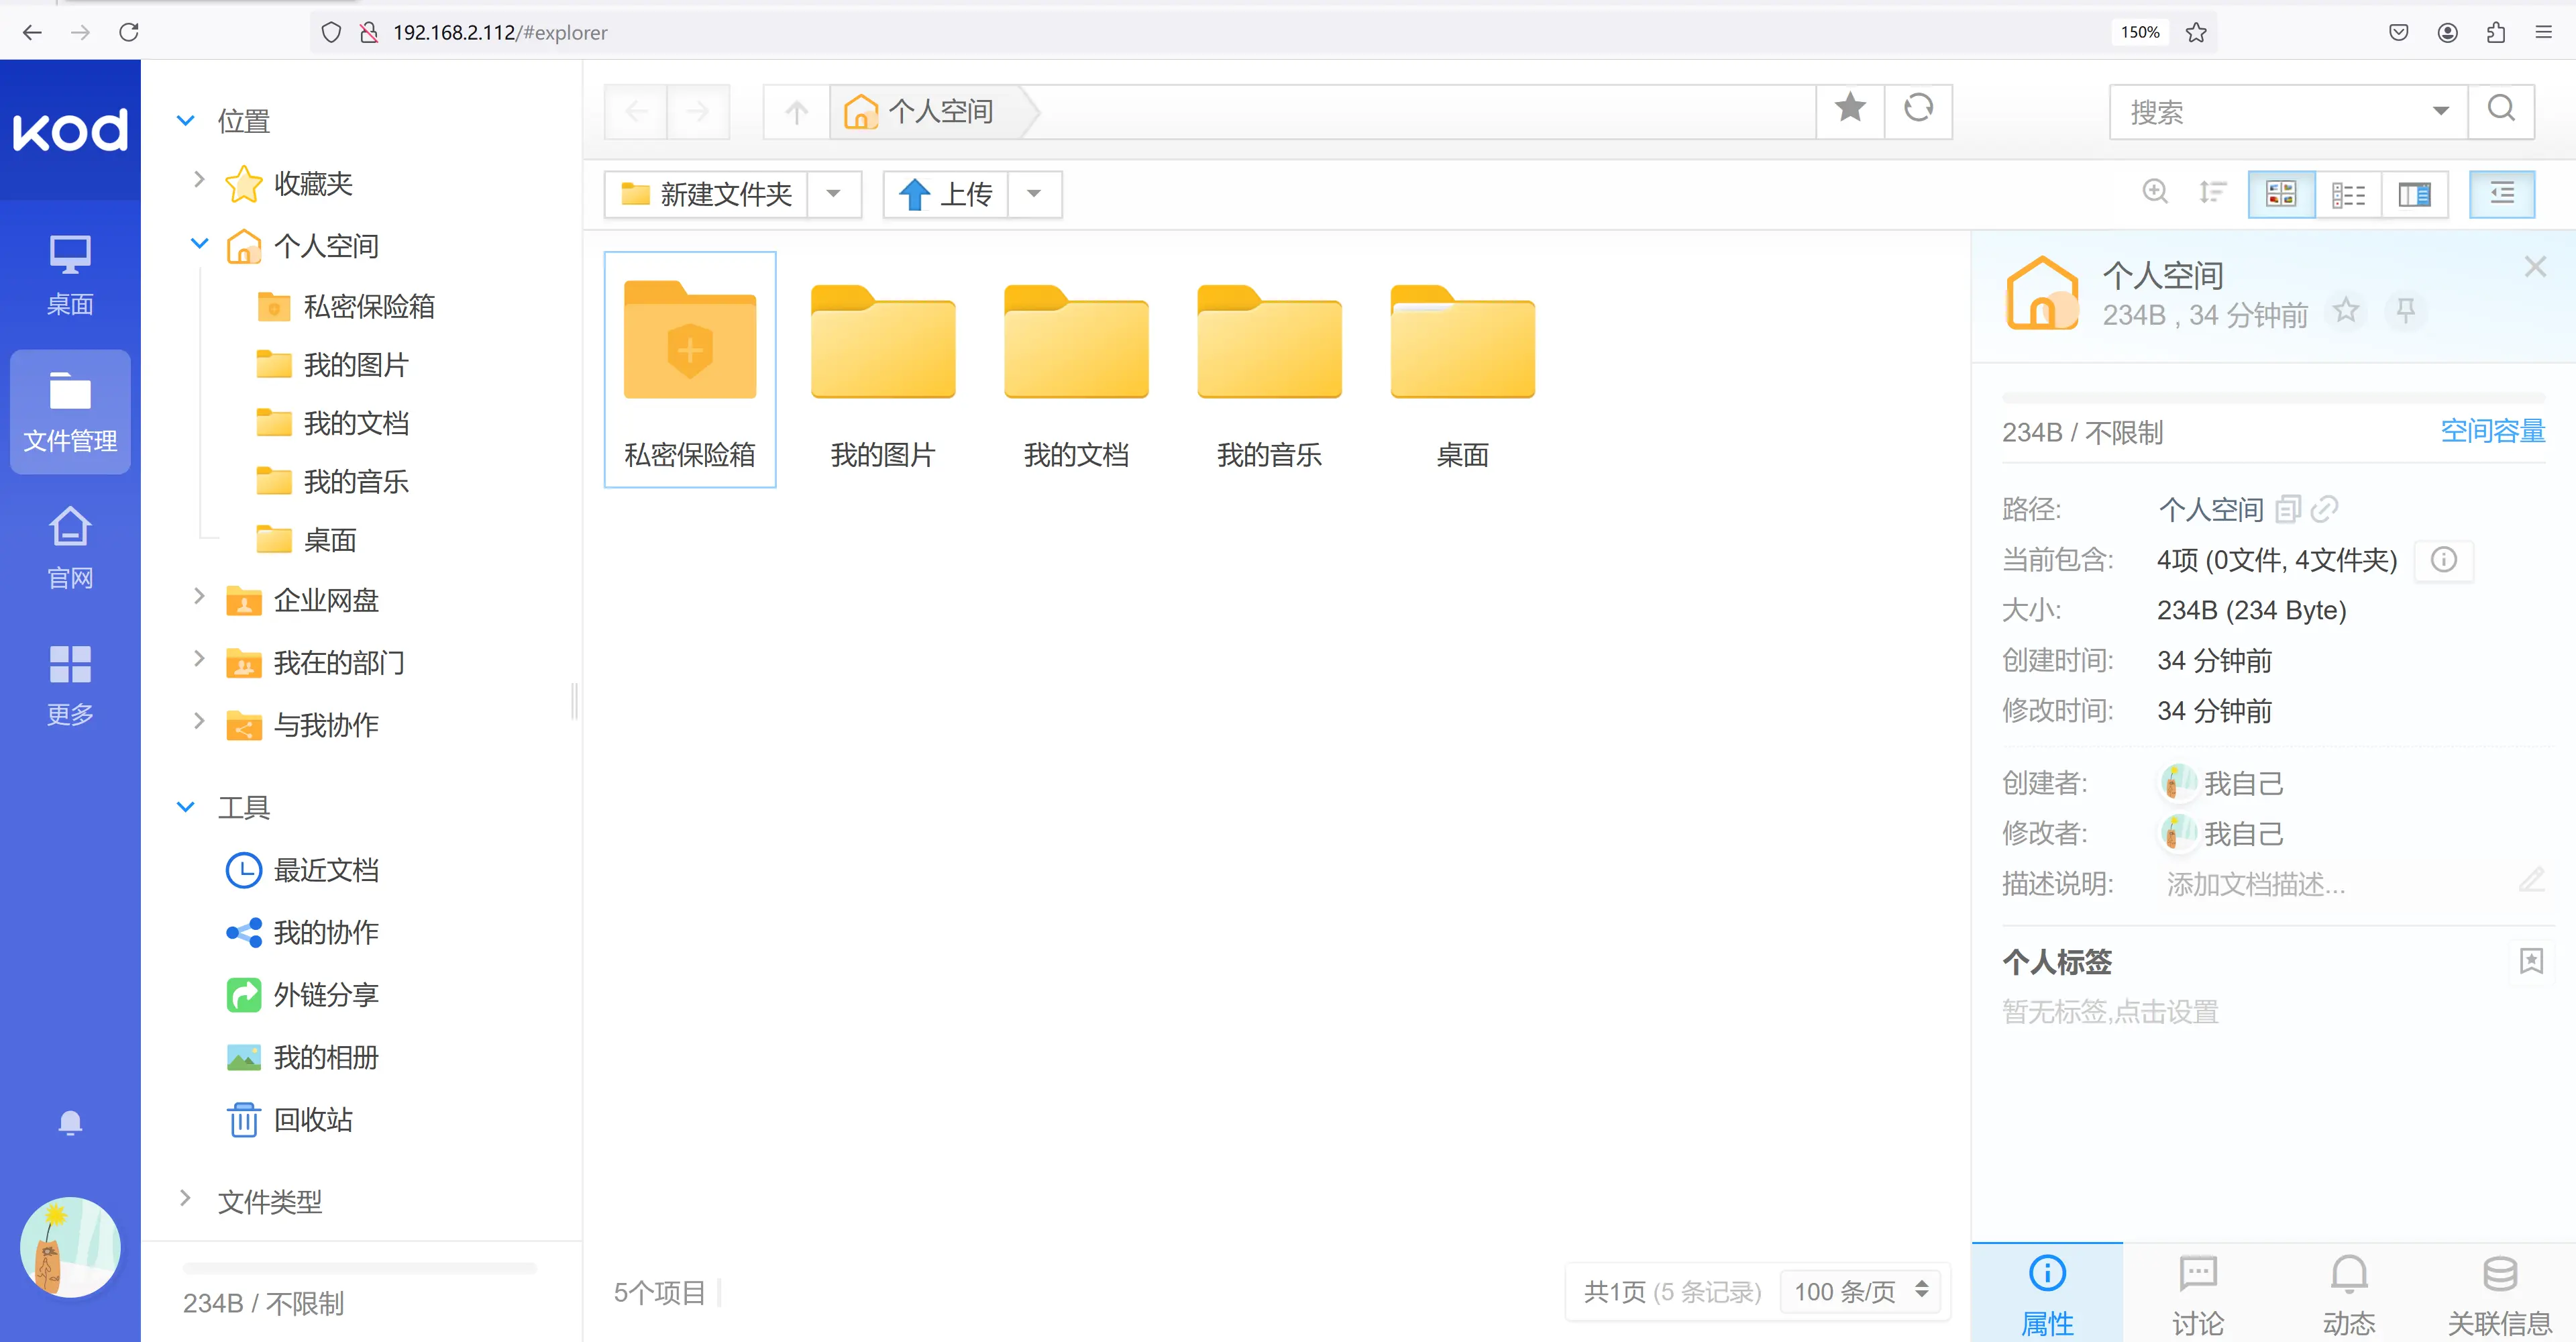 192.168.2.112/#explorer
150%
kod
桌面
文件管理
官网
更多
位置
收藏夹
个人空间
私密保险箱
我的图片
我的文档
我的音乐
桌面
企业网盘
我在的部门
与我协作
工具
最近文档
我的协作
外链分享
我的相册
回收站
文件类型
234B / 不限制
个人空间
搜索
新建文件夹
上传
私密保险箱
我的图片
我的文档
我的音乐
桌面
5个项目
共1页 (5 条记录)
100 条/页
个人空间
234B , 34 分钟前
234B / 不限制
空间容量
路径: 个人空间
当前包含: 4项 (0文件, 4文件夹)
大小: 234B (234 Byte)
创建时间: 34 分钟前
修改时间: 34 分钟前
创建者: 我自己
修改者: 我自己
描述说明: 添加文档描述...
个人标签
暂无标签,点击设置
属性
讨论
动态
关联信息